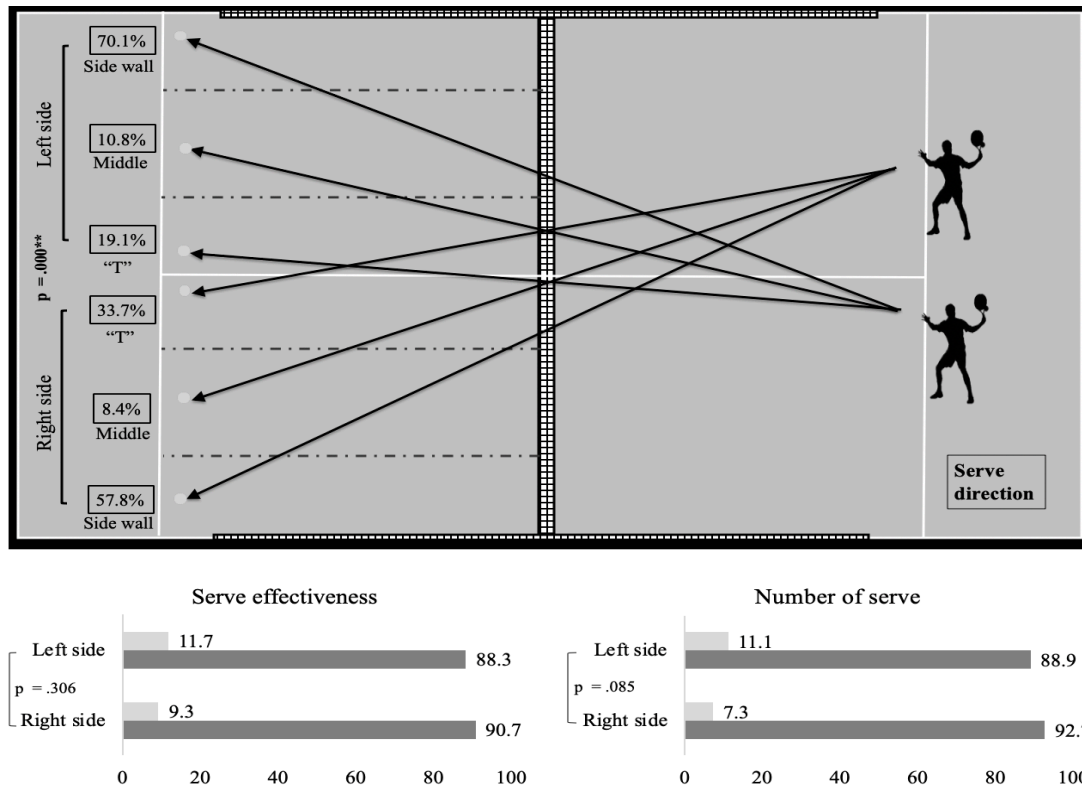 70.1%
Side wall
Left side
10.8%
Middle
19.1%
“T”
p = .000**
33.7%
“T”
Right side
8.4%
Middle
57.8%
Side wall
Serve
direction
Serve effectiveness
Left side
11.7
88.3
p = .306
Right side
9.3
90.7
0 20 40 60 80 100
Number of serve
Left side
11.1
88.9
p = .085
Right side
7.3
0 20 40 60 80